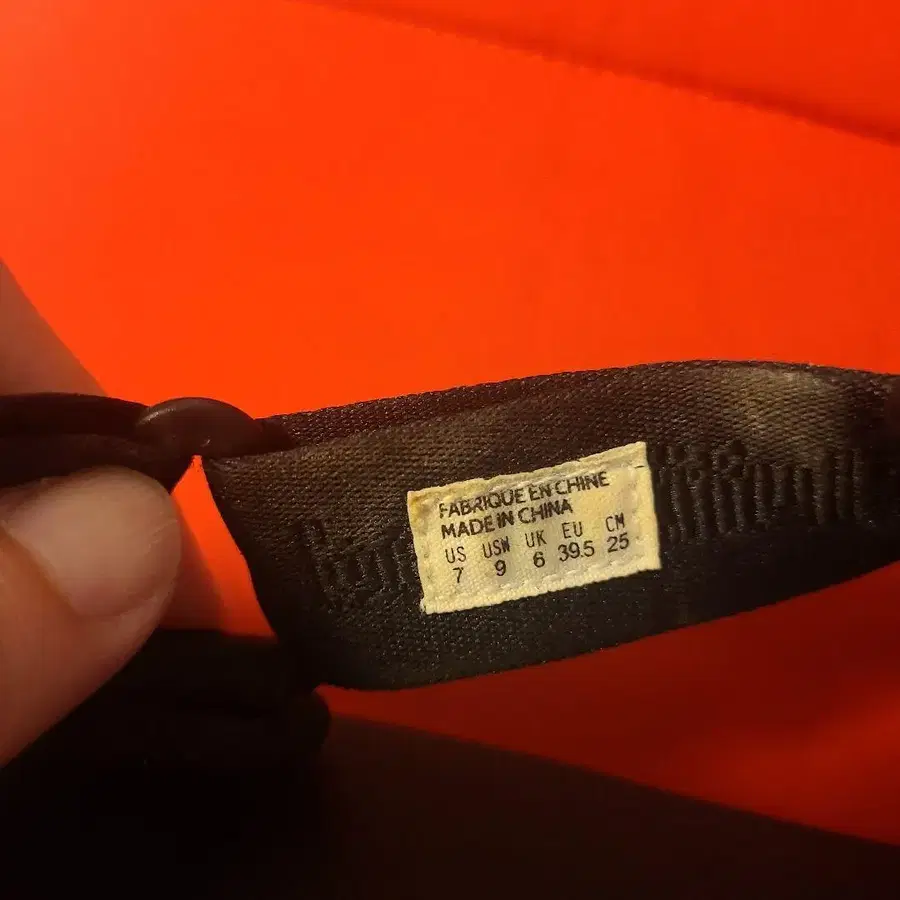 FABRIQUE EN CHINE
MADE IN CHINA
US USW UK EU CM
7 9 6 39.5 25